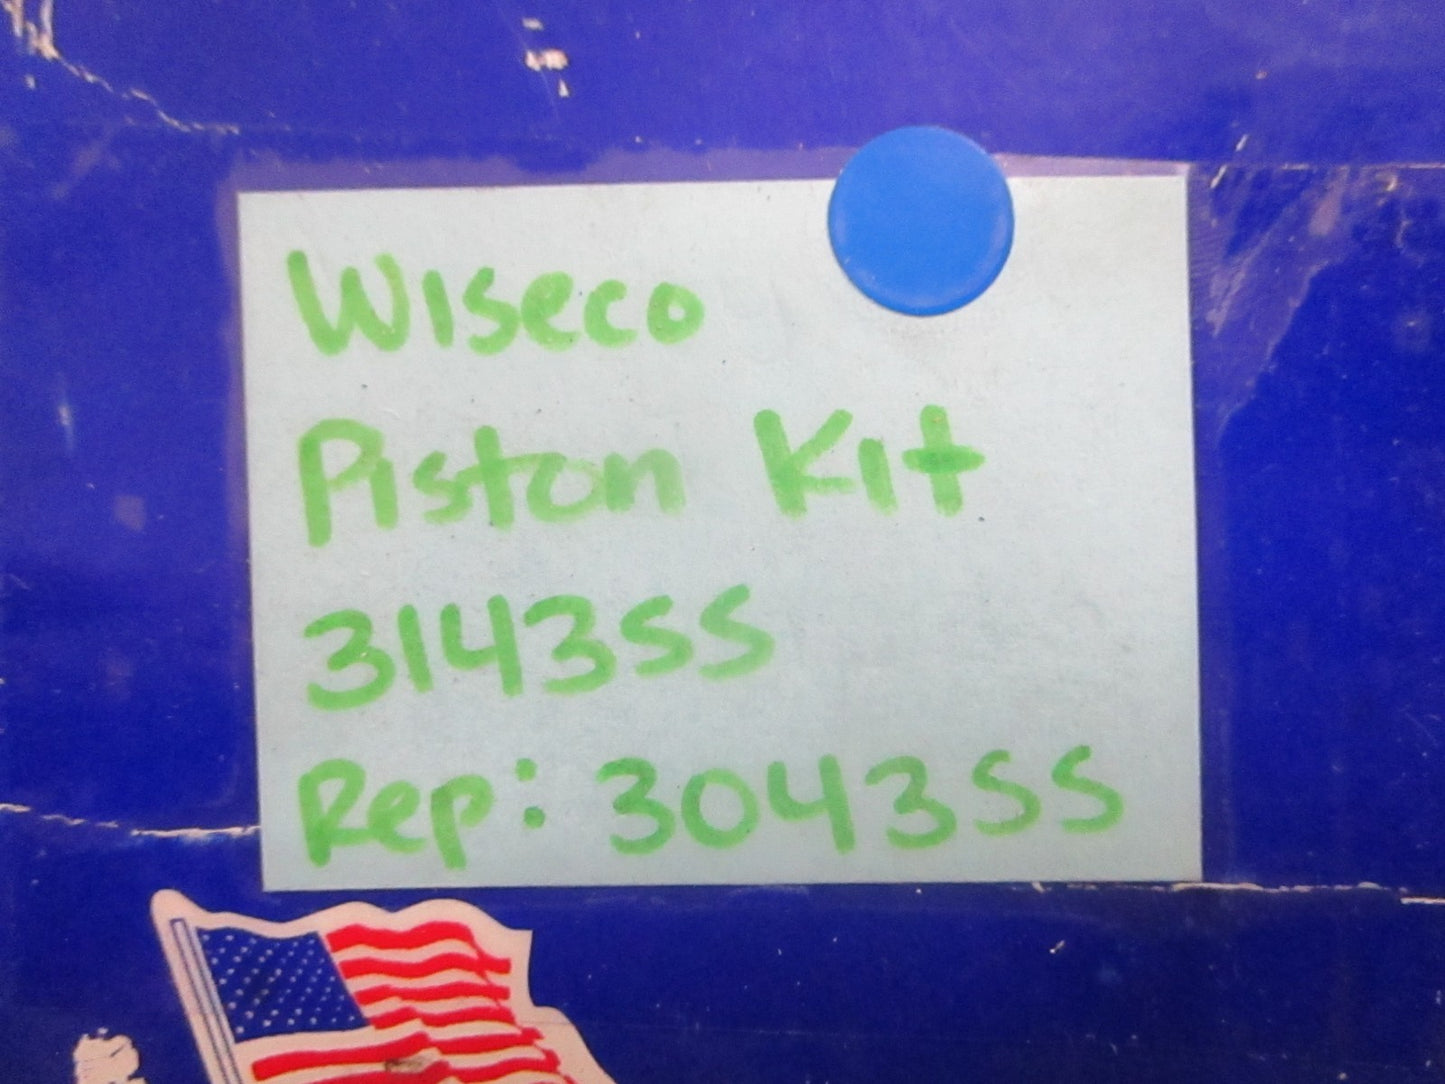 Wiseco
Piston Kit
3143SS
Rep: 3043SS